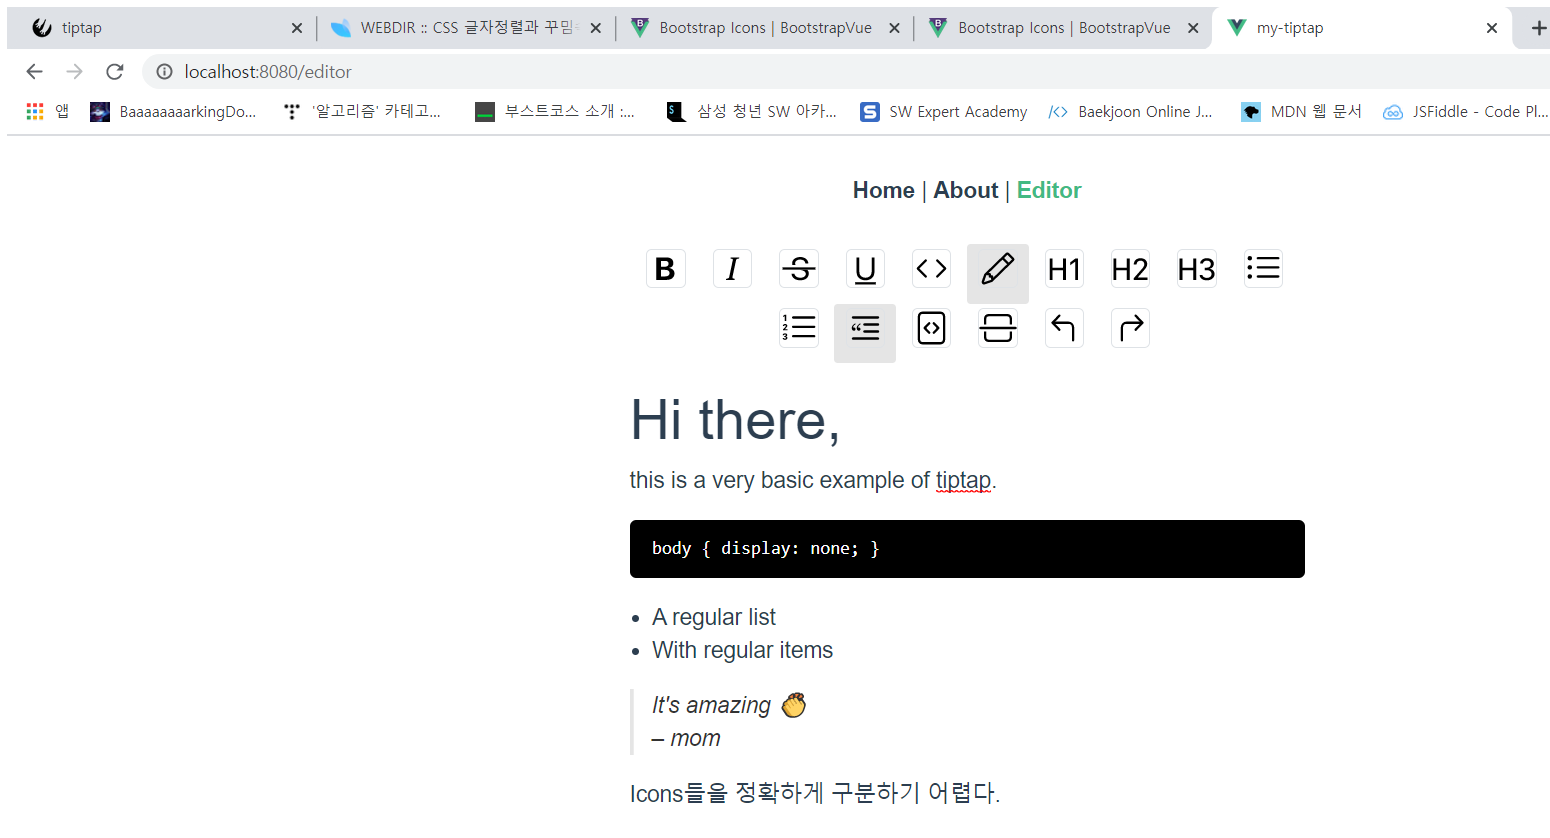 tiptap WEBDIR :: CSS 글자정렬과 꾸밈 Bootstrap Icons | BootstrapVue Bootstrap Icons | BootstrapVue my-tiptap
localhost:8080/editor
앱 BaaaaaaaarkingDo... '알고리즘' 카테고... 부스트코스 소개 :... 삼성 청년 SW 아카... SW Expert Academy Baekjoon Online J... MDN 웹 문서 JSFiddle - Code Pl...
Home | About | Editor
B I S U <> H1 H2 H3
Hi there,
this is a very basic example of tiptap.
body { display: none; }
• A regular list
• With regular items
It's amazing 👏
– mom
Icons들을 정확하게 구분하기 어렵다.